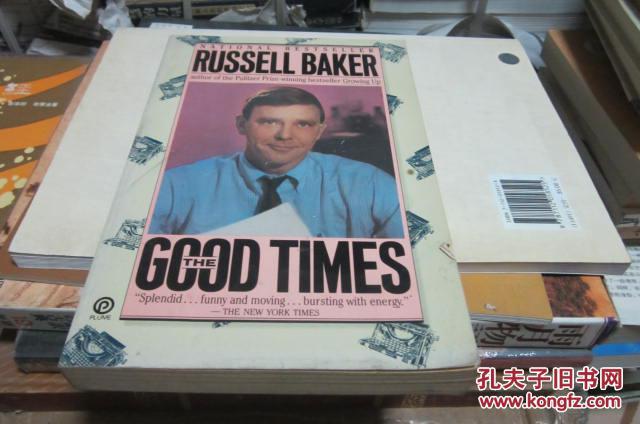 NATIONAL BESTSELLER
RUSSELL BAKER
author of the Pulitzer Prize-winning bestseller Growing Up
THE
GOOD TIMES
"Splendid... funny and moving... bursting with energy."
— THE NEW YORK TIMES
PLUME
孔夫子旧书网
www.kongfz.com